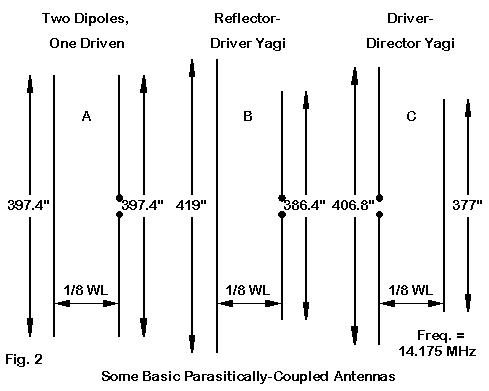 Two Dipoles,
One Driven
Reflector-
Driver Yagi
Driver-
Director Yagi
A
B
C
397.4"
397.4"
419"
386.4"
406.8"
377"
1/8 WL
1/8 WL
1/8 WL
Freq. =
14.175 MHz
Fig. 2
Some Basic Parasitically-Coupled Antennas